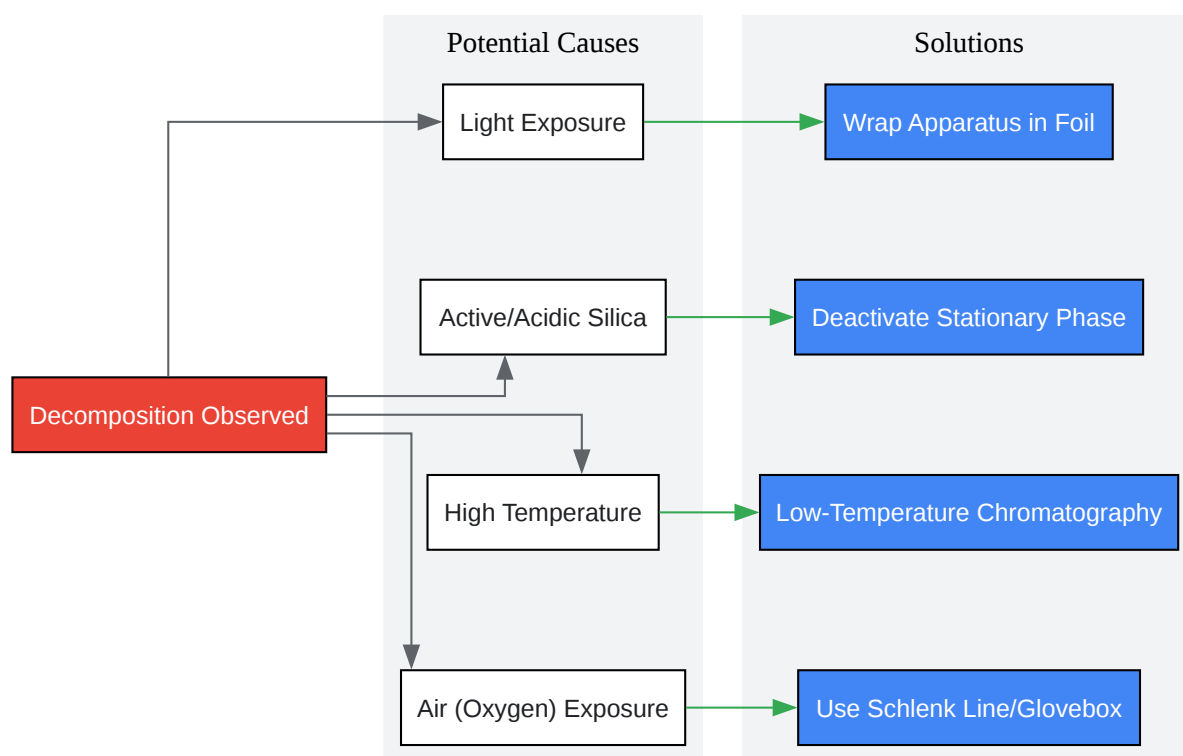 Potential Causes
Solutions
Light Exposure
Wrap Apparatus in Foil
Active/Acidic Silica
Deactivate Stationary Phase
Decomposition Observed
High Temperature
Low-Temperature Chromatography
Air (Oxygen) Exposure
Use Schlenk Line/Glovebox